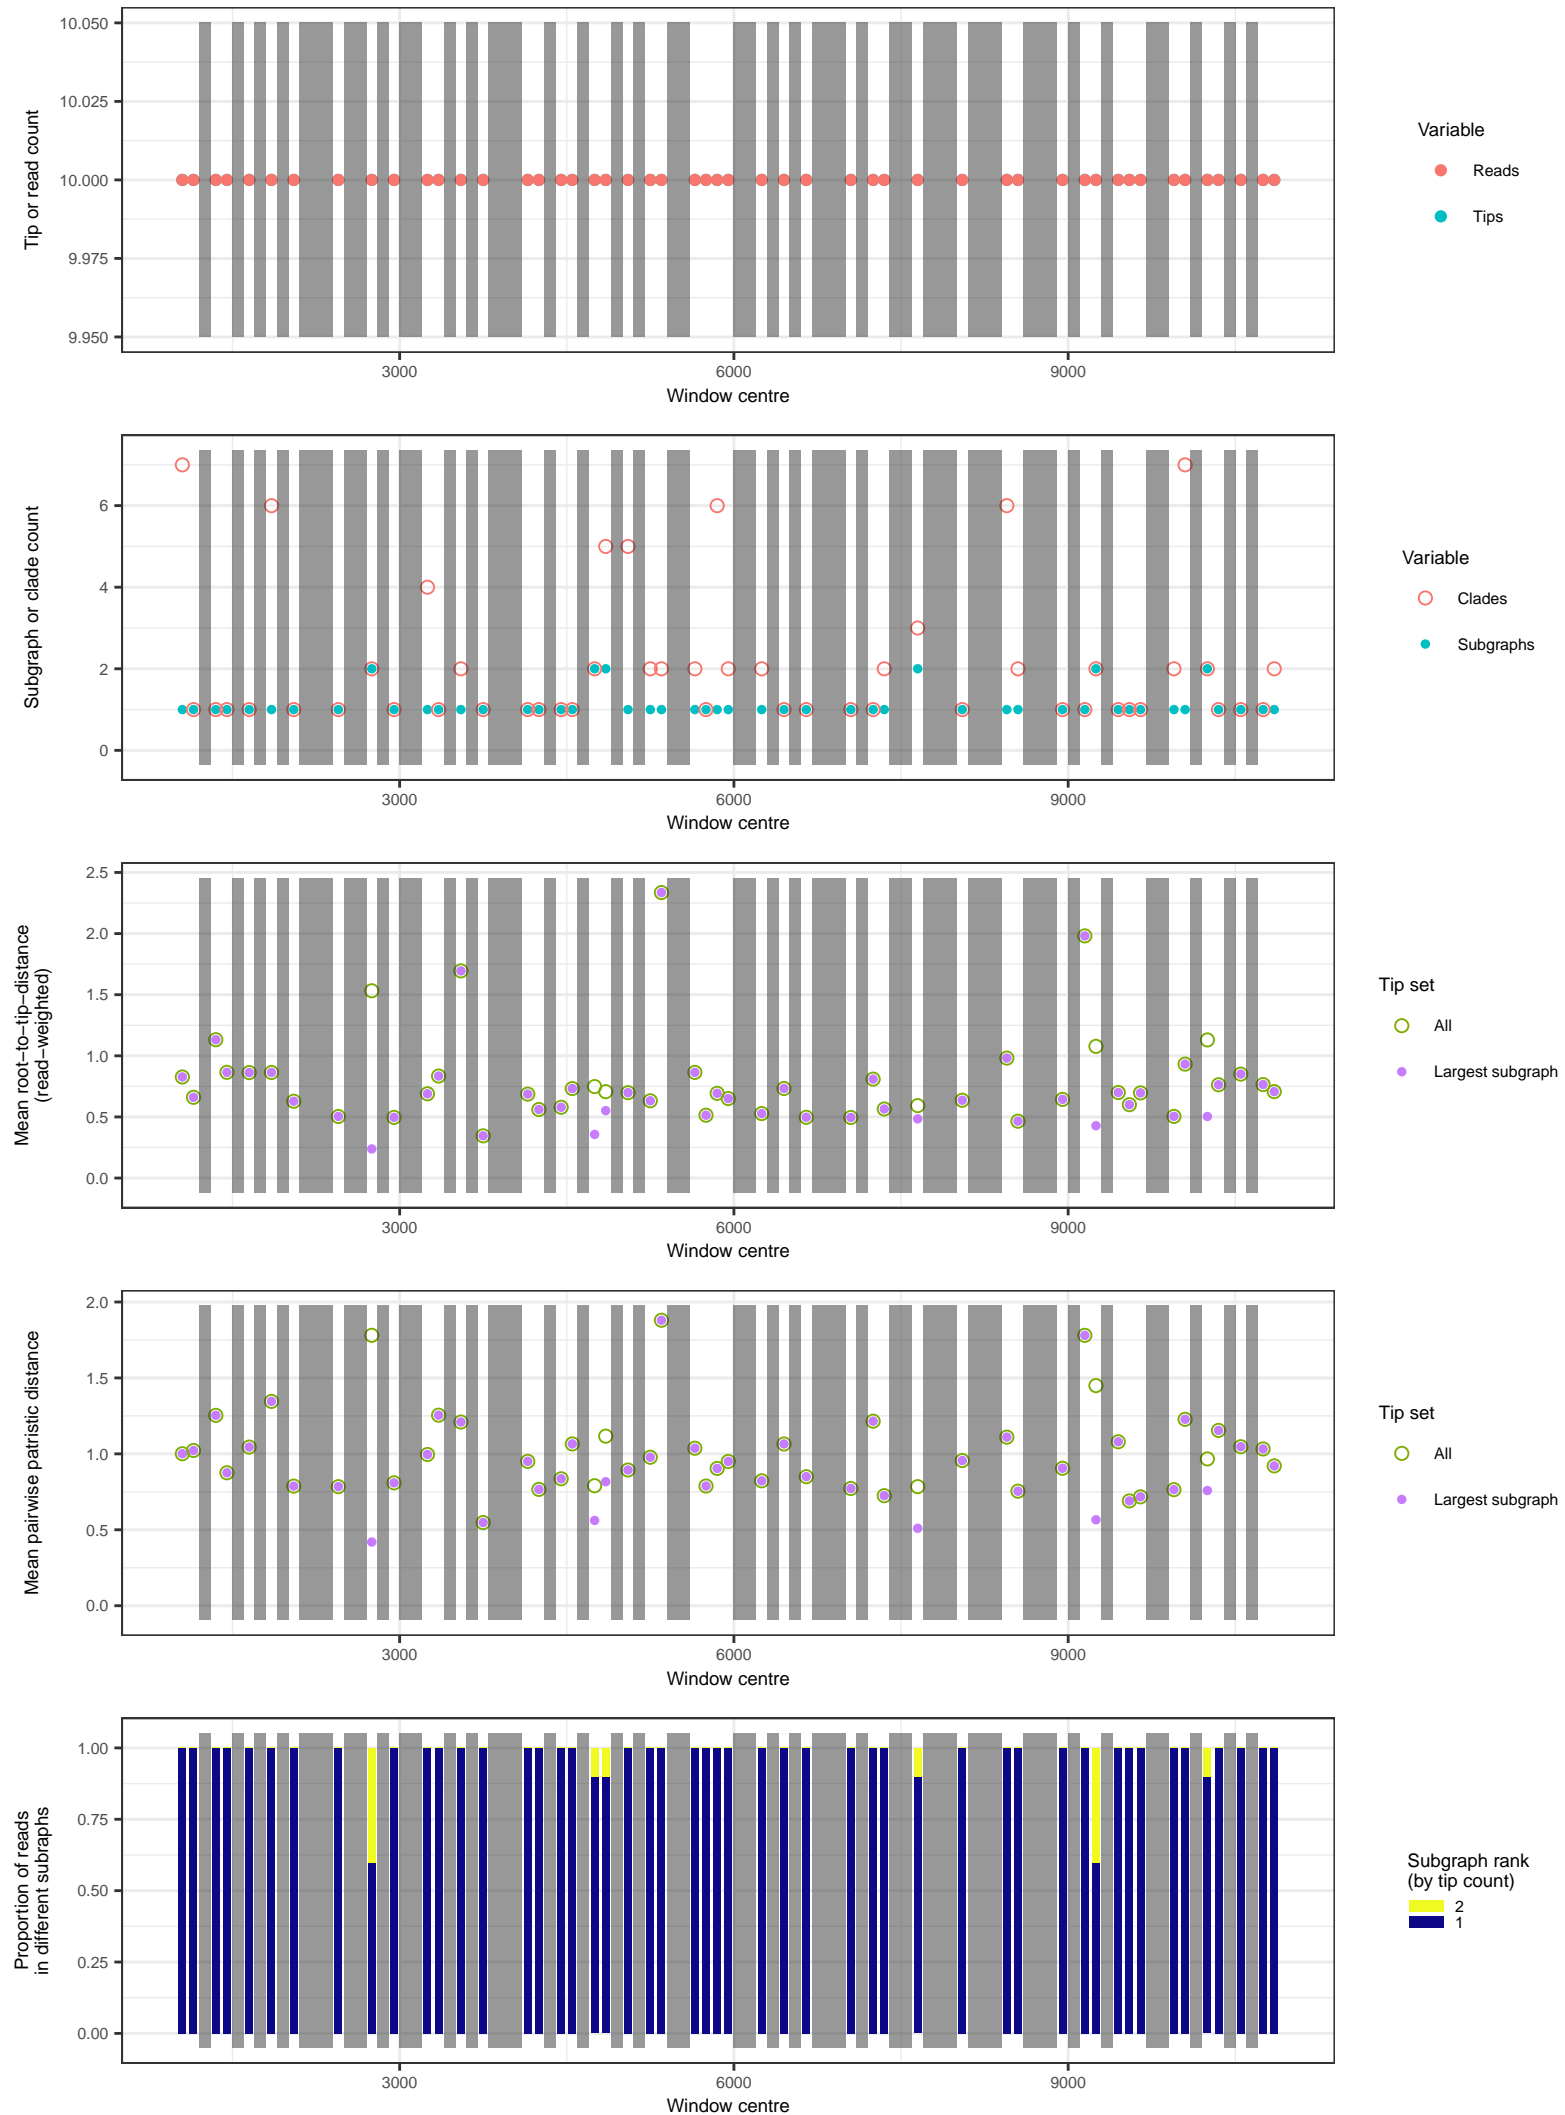 10.050
10.025
10.000
9.975
9.950
Tip or read count
3000
6000
9000
Window centre
Variable
Reads
Tips
6
4
2
0
Subgraph or clade count
3000
6000
9000
Window centre
Variable
Clades
Subgraphs
2.5
2.0
1.5
1.0
0.5
0.0
Mean root−to−tip−distance
(read−weighted)
3000
6000
9000
Window centre
Tip set
All
Largest subgraph
2.0
1.5
1.0
0.5
0.0
Mean pairwise patristic distance
3000
6000
9000
Window centre
Tip set
All
Largest subgraph
1.00
0.75
0.50
0.25
0.00
Proportion of reads
in different subraphs
3000
6000
9000
Window centre
Subgraph rank
(by tip count)
2
1